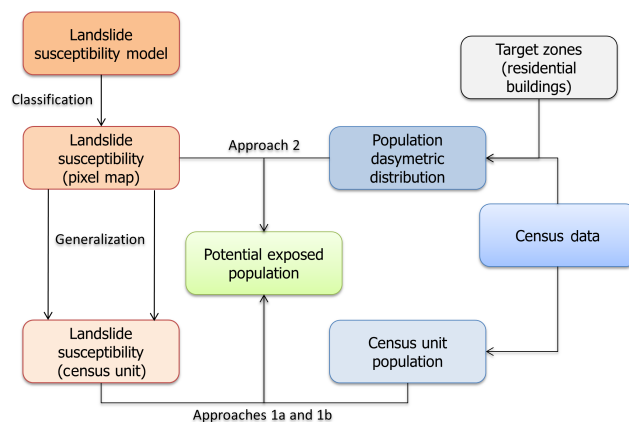 Landslide
susceptibility model
Target zones
(residential
buildings)
Classification
Landslide
susceptibility
(pixel map)
Approach 2
Population
dasymetric
distribution
Generalization
Potential exposed
population
Census data
Landslide
susceptibility
(census unit)
Census unit
population
Approaches 1a and 1b